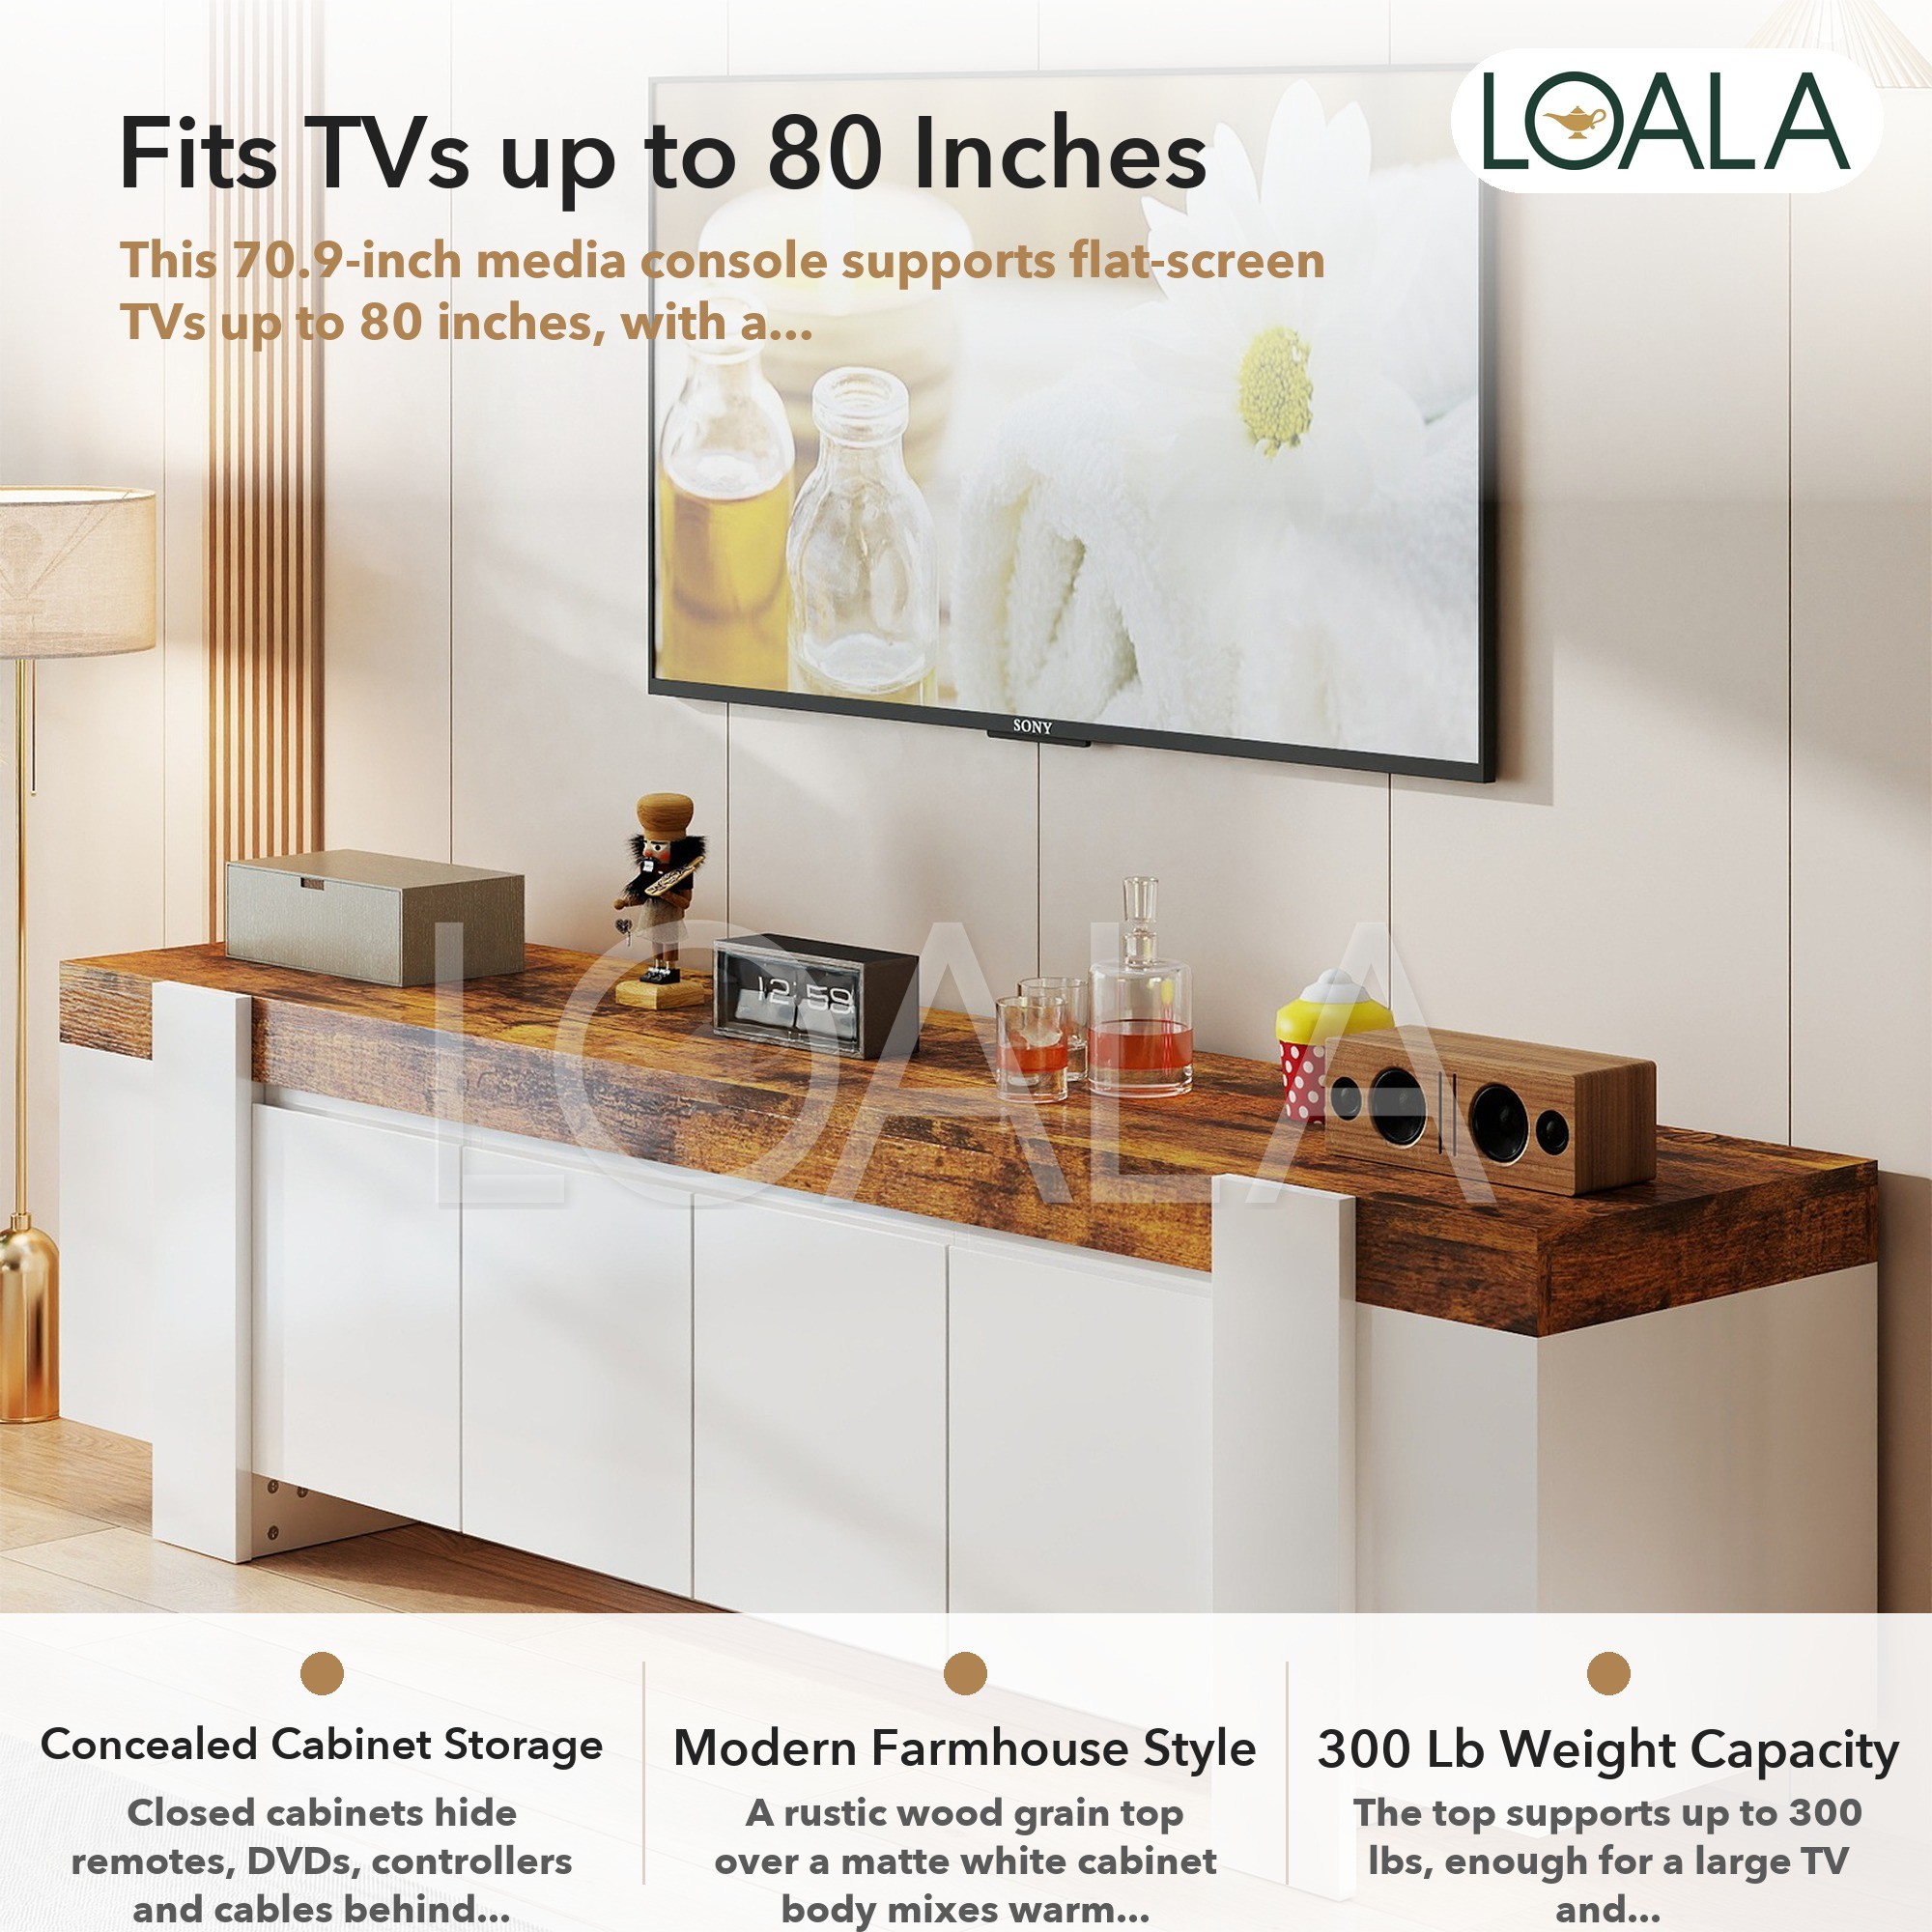 LOALA
Fits TVs up to 80 Inches
This 70.9-inch media console supports flat-screen
TVs up to 80 inches, with a...
SONY
12:59
LOALA
Concealed Cabinet Storage
Closed cabinets hide
remotes, DVDs, controllers
and cables behind...
Modern Farmhouse Style
A rustic wood grain top
over a matte white cabinet
body mixes warm...
300 Lb Weight Capacity
The top supports up to 300
lbs, enough for a large TV
and...